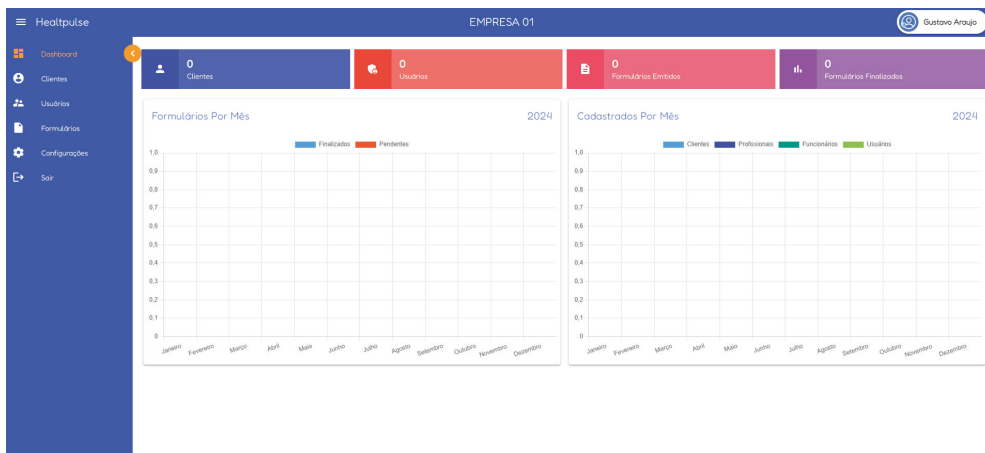 Healtpulse
EMPRESA 01
Gustavo Araujo
Dashboard
Clientes
Usuários
Formulários
Configurações
Sair
0
Clientes
0
Usuários
0
Formulários Emitidos
0
Formulários Finalizados
Formulários Por Mês 2024
Finalizados Pendentes
1,0
0,9
0,8
0,7
0,6
0,5
0,4
0,3
0,2
0,1
0
Janeiro Fevereiro Março Abril Maio Junho Julho Agosto Setembro Outubro Novembro Dezembro
Cadastrados Por Mês 2024
Clientes Profissionais Funcionários Usuários
1,0
0,9
0,8
0,7
0,6
0,5
0,4
0,3
0,2
0,1
0
Janeiro Fevereiro Março Abril Maio Junho Julho Agosto Setembro Outubro Novembro Dezembro